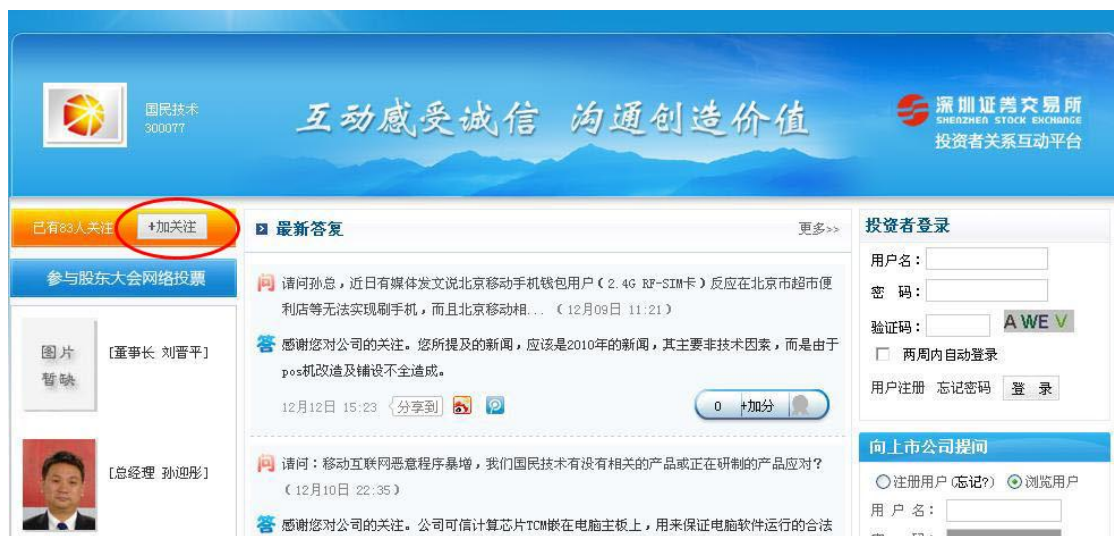 国民技术
300077
互动感受诚信 沟通创造价值
深圳证券交易所
SHENZHEN STOCK EXCHANGE
投资者关系互动平台
已有83人关注
+加关注
参与股东大会网络投票
图片
暂缺
[董事长 刘晋平]
[总经理 孙迎彤]
最新答复
更多>>
问 请问孙总，近日有媒体发文说北京移动手机钱包用户(2.4G RF-SIM卡)反应在北京市超市便
利店等无法实现刷手机，而且北京移动相... (12月09日 11:21)
答 感谢您对公司的关注。您所提及的新闻，应该是2010年的新闻，其主要非技术因素，而是由于
pos机改造及铺设不全造成。
12月12日 15:23 分享到
0 +加分
问 请问：移动互联网恶意程序暴增，我们国民技术有没有相关的产品或正在研制的产品应对？
(12月10日 22:35)
答 感谢您对公司的关注。公司可信计算芯片TCM嵌在电脑主板上，用来保证电脑软件运行的合法
投资者登录
用户名：
密 码：
验证码：
A WE V
两周内自动登录
用户注册 忘记密码 登 录
向上市公司提问
注册用户(忘记?) 浏览用户
用 户 名：